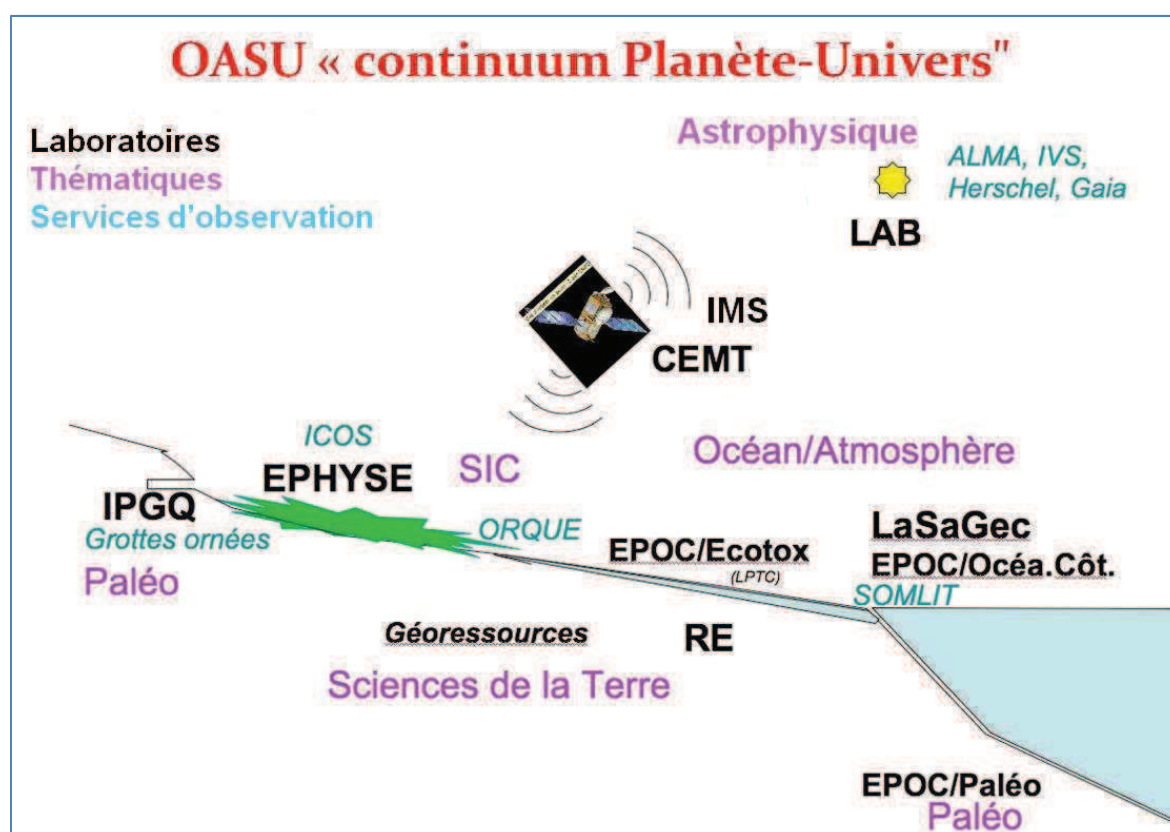 OASU « continuum Planète-Univers"
Laboratoires
Thématiques
Services d'observation
Astrophysique
ALMA, IVS,
Herschel, Gaia
LAB
IMS
CEMT
ICOS
EPHYSE
SIC
Océan/Atmosphère
IPGQ
Grottes ornées
Paléo
ORQUE
EPOC/Ecotox
(LPTC)
LaSaGec
EPOC/Océa.Côt.
SOMLIT
Géoressources
RE
Sciences de la Terre
EPOC/Paléo
Paléo